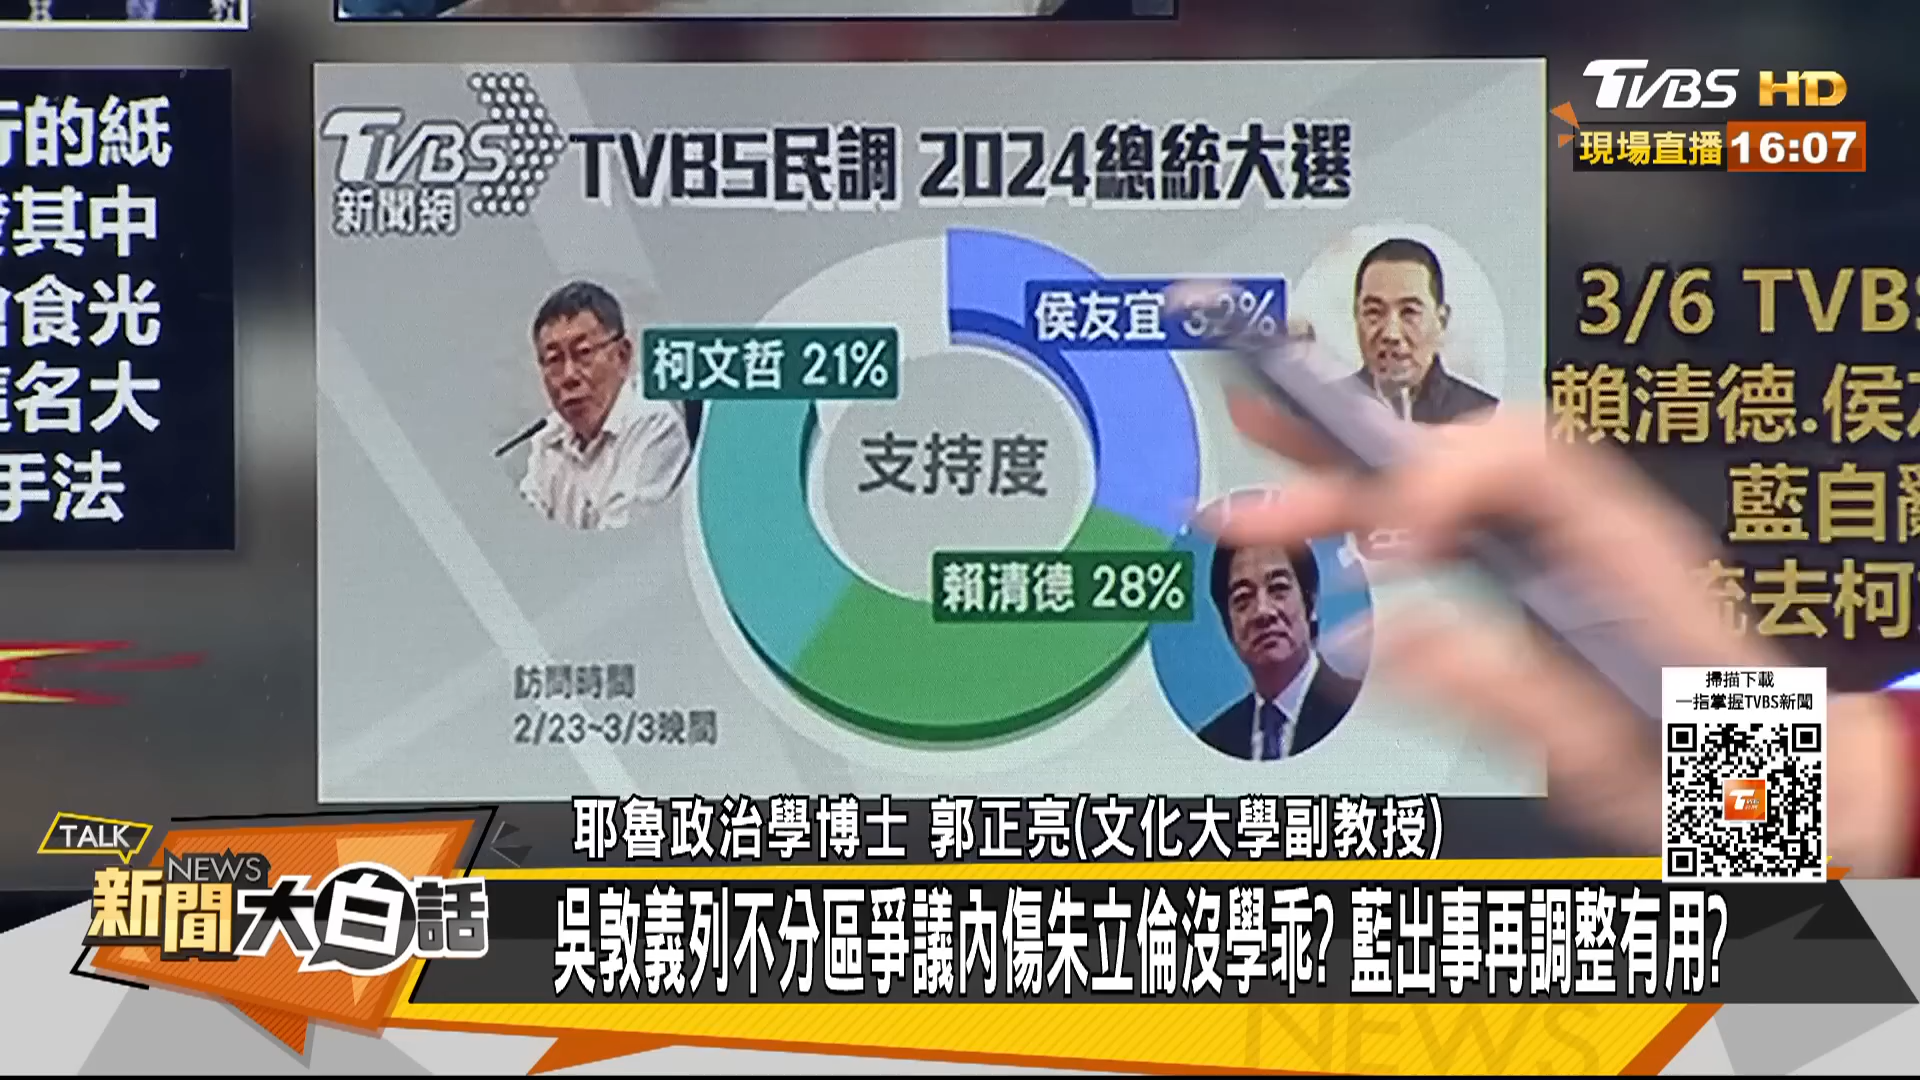 行的紙
其中
食光
名大
手法
TVBS
新聞網
TVBS民調 2024總統大選
侯友宜 32%
柯文哲 21%
支持度
賴清德 28%
訪問時間
2/23~3/3晚間
TVBS HD
現場直播 16:07
3/6 TVBS
賴清德.侯友
藍自亂
流去柯
掃描下載
一指掌握TVBS新聞
耶魯政治學博士 郭正亮(文化大學副教授)
TALK
NEWS
新聞大白話
吳敦義列不分區爭議內傷朱立倫沒學乖? 藍出事再調整有用?
NEWS